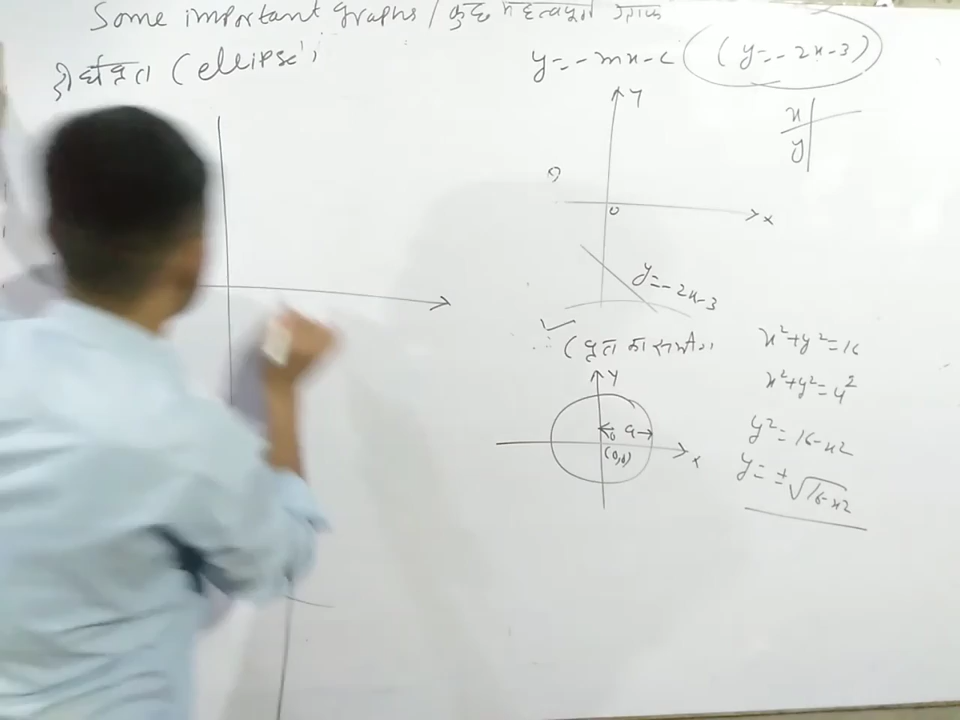 Some important graphs / कुछ महत्वपूर्ण ग्राफ
दीर्घवृत्त (ellipse)
y = - mx - c (y = - 2x - 3)
x
y
Y
0
x
y = - 2x - 3
∴ (वृत्त का समी०
x² + y² = 16
x² + y² = 4²
y² = 16 - x²
y = ± √16 - x²
Y
a
(0,0)
x